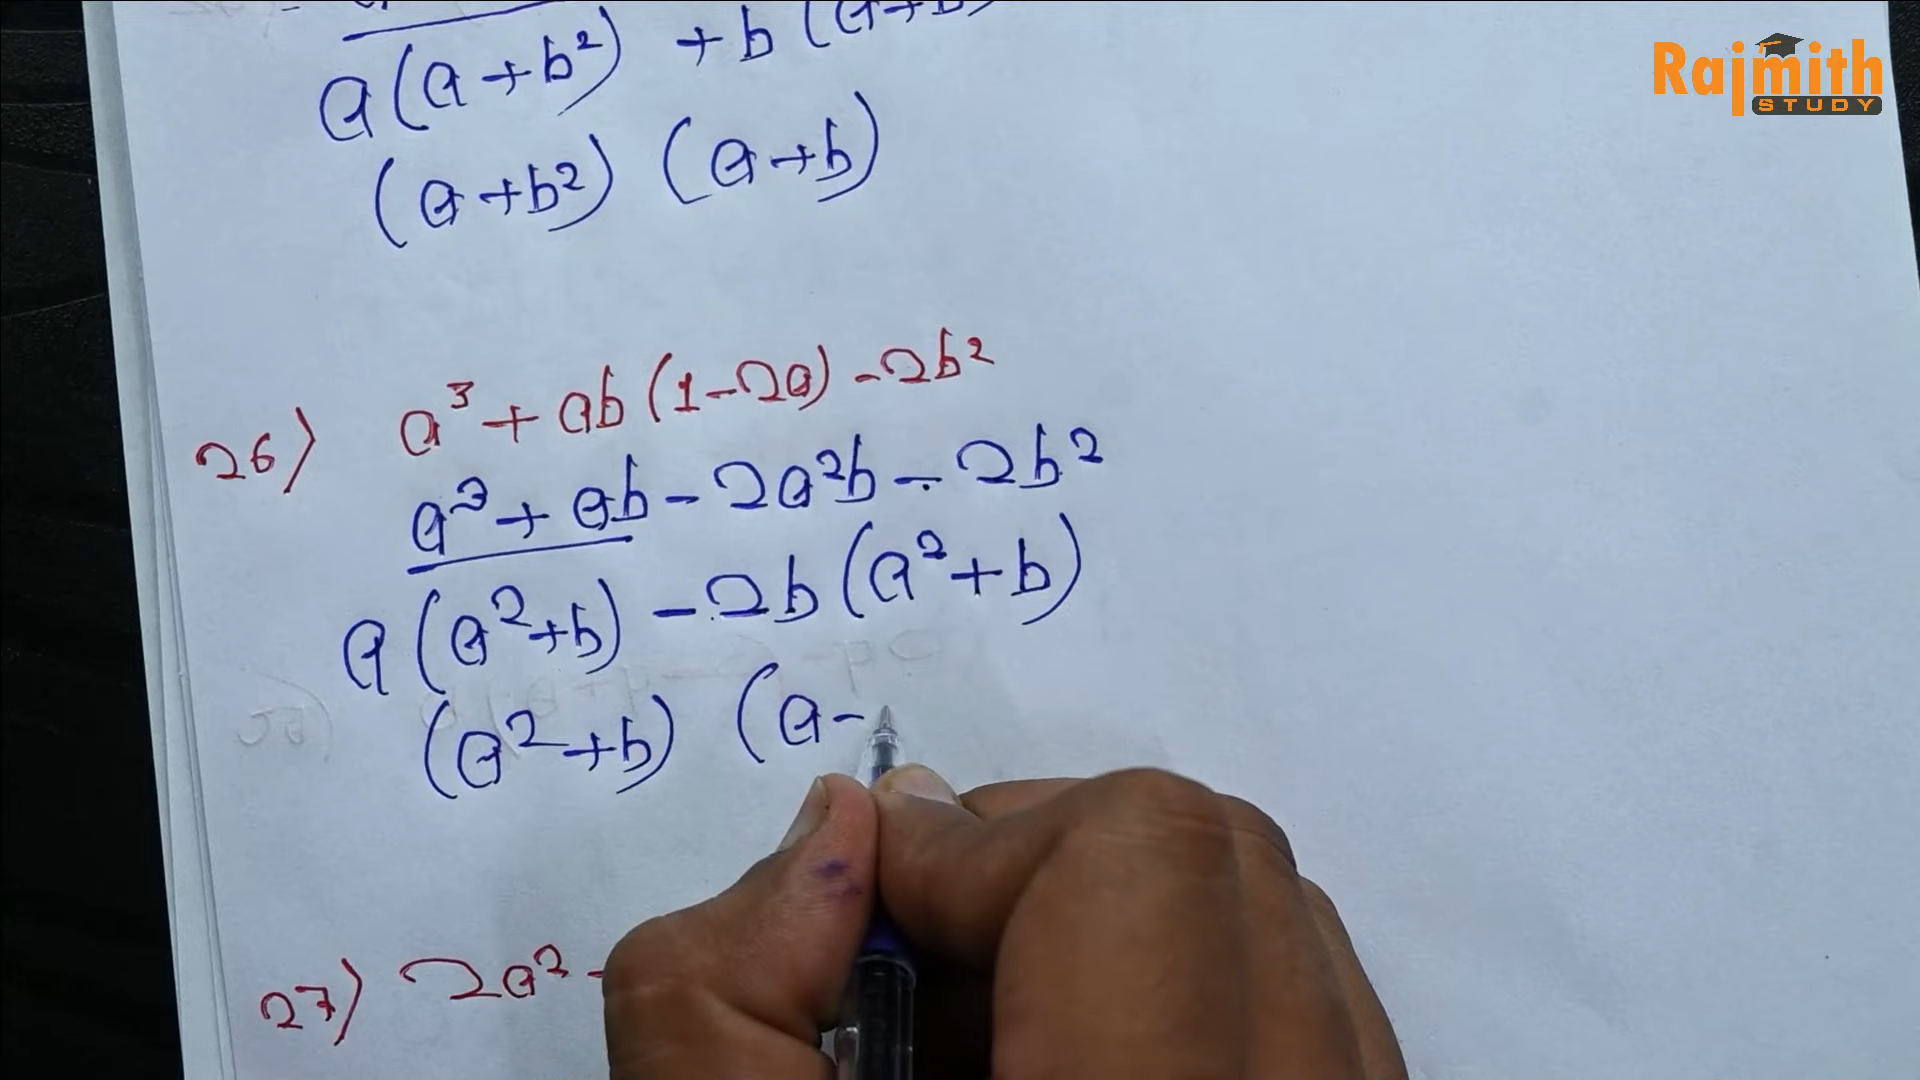 a(a+b²) + b(a+b
(a+b²) (a+b)
Rajmith
STUDY
26) a³ + ab(1-2a) -2b²
a³ + ab - 2a²b - 2b²
a(a²+b) - 2b(a²+b)
(a²+b) (a-
27) 2a²